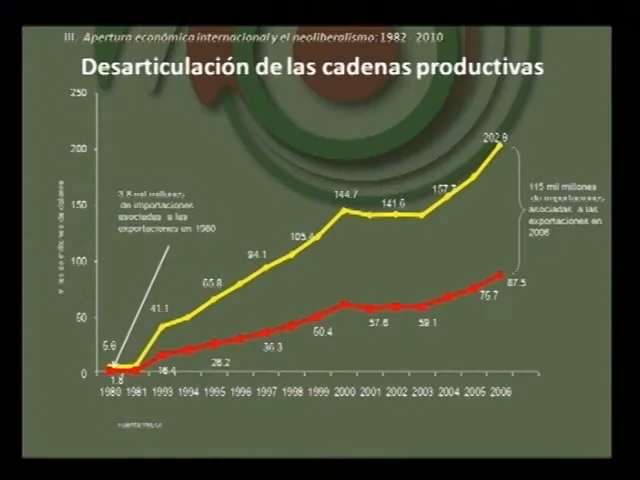 III. Apertura económica internacional y el neoliberalismo: 1982 2010
Desarticulación de las cadenas productivas
250
200
150
100
50
0
202.9
157.7
144.7
141.6
105.4
94.1
65.8
41.1
87.5
76.7
59.1
57.6
50.4
36.3
26.2
1.8
3.8 mil millones
de importaciones
asociadas a las
exportaciones en 1980
115 mil millones
de importaciones
asociadas a las
exportaciones en
2006
1980 1981 1993 1994 1995 1996 1997 1998 1999 2000 2001 2002 2003 2004 2005 2006